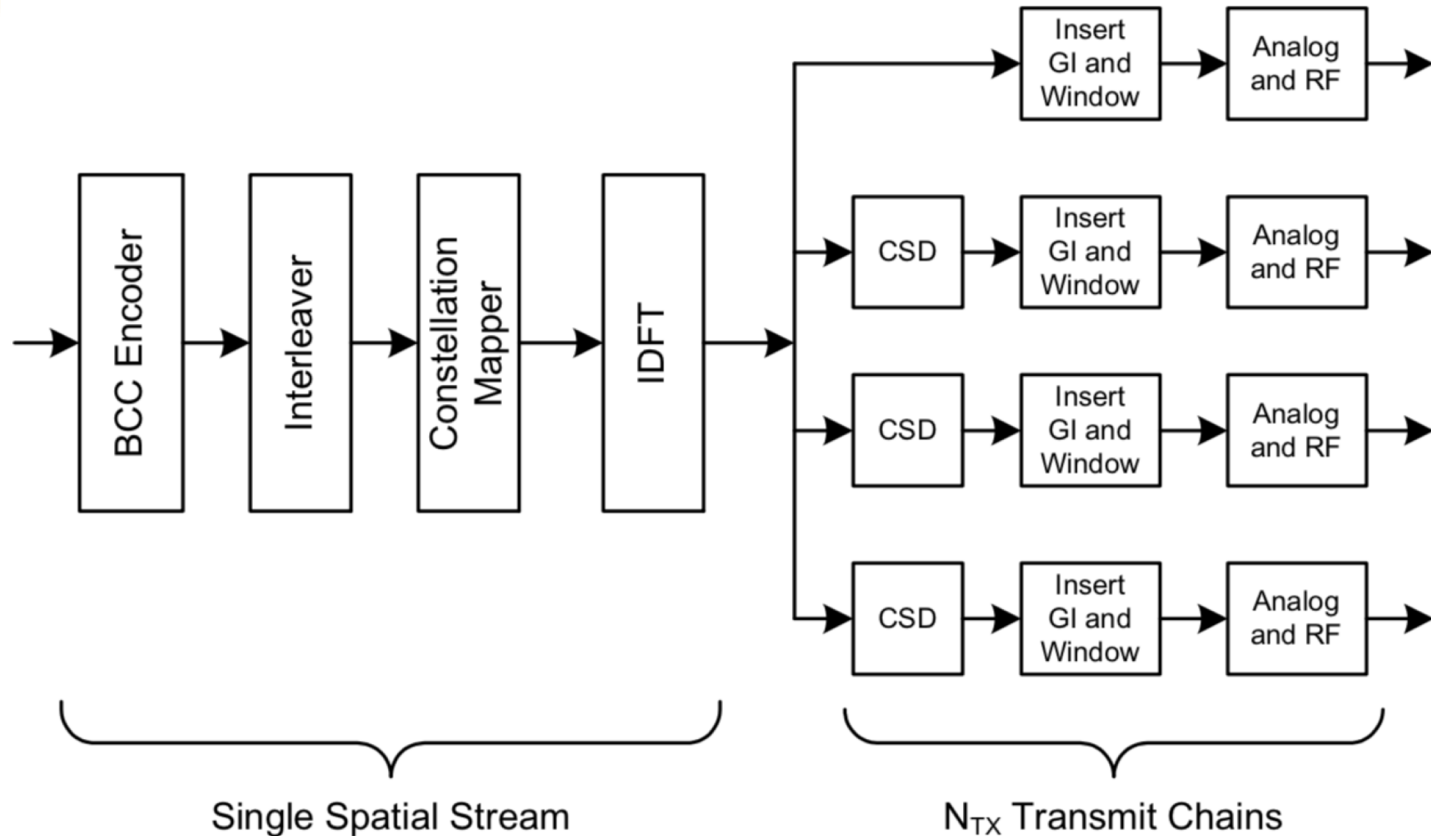 BCC Encoder
Interleaver
Constellation
Mapper
IDFT
Insert
GI and
Window
Analog
and RF
CSD
Insert
GI and
Window
Analog
and RF
CSD
Insert
GI and
Window
Analog
and RF
CSD
Insert
GI and
Window
Analog
and RF
Single Spatial Stream
NTX Transmit Chains